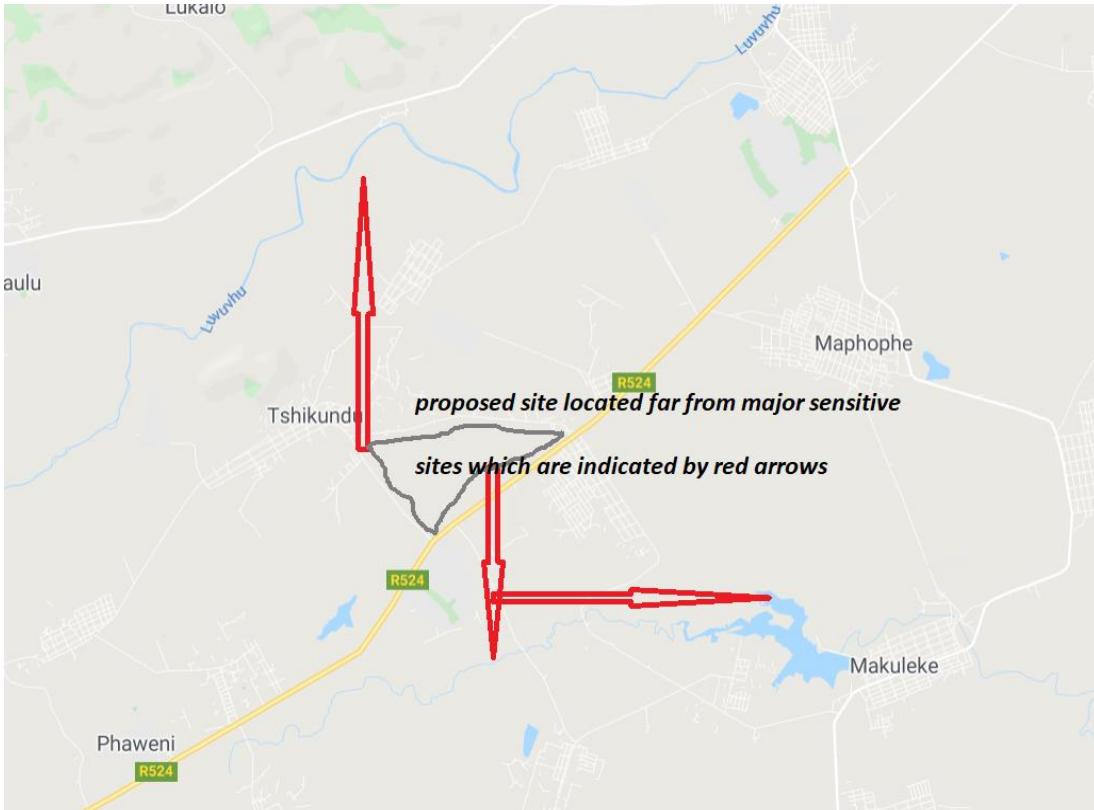 Lukalo
Luvuvhu
aulu
Luvuvhu
Maphophe
R524
proposed site located far from major sensitive
Tshikundu
sites which are indicated by red arrows
R524
Makuleke
Phaweni
R524